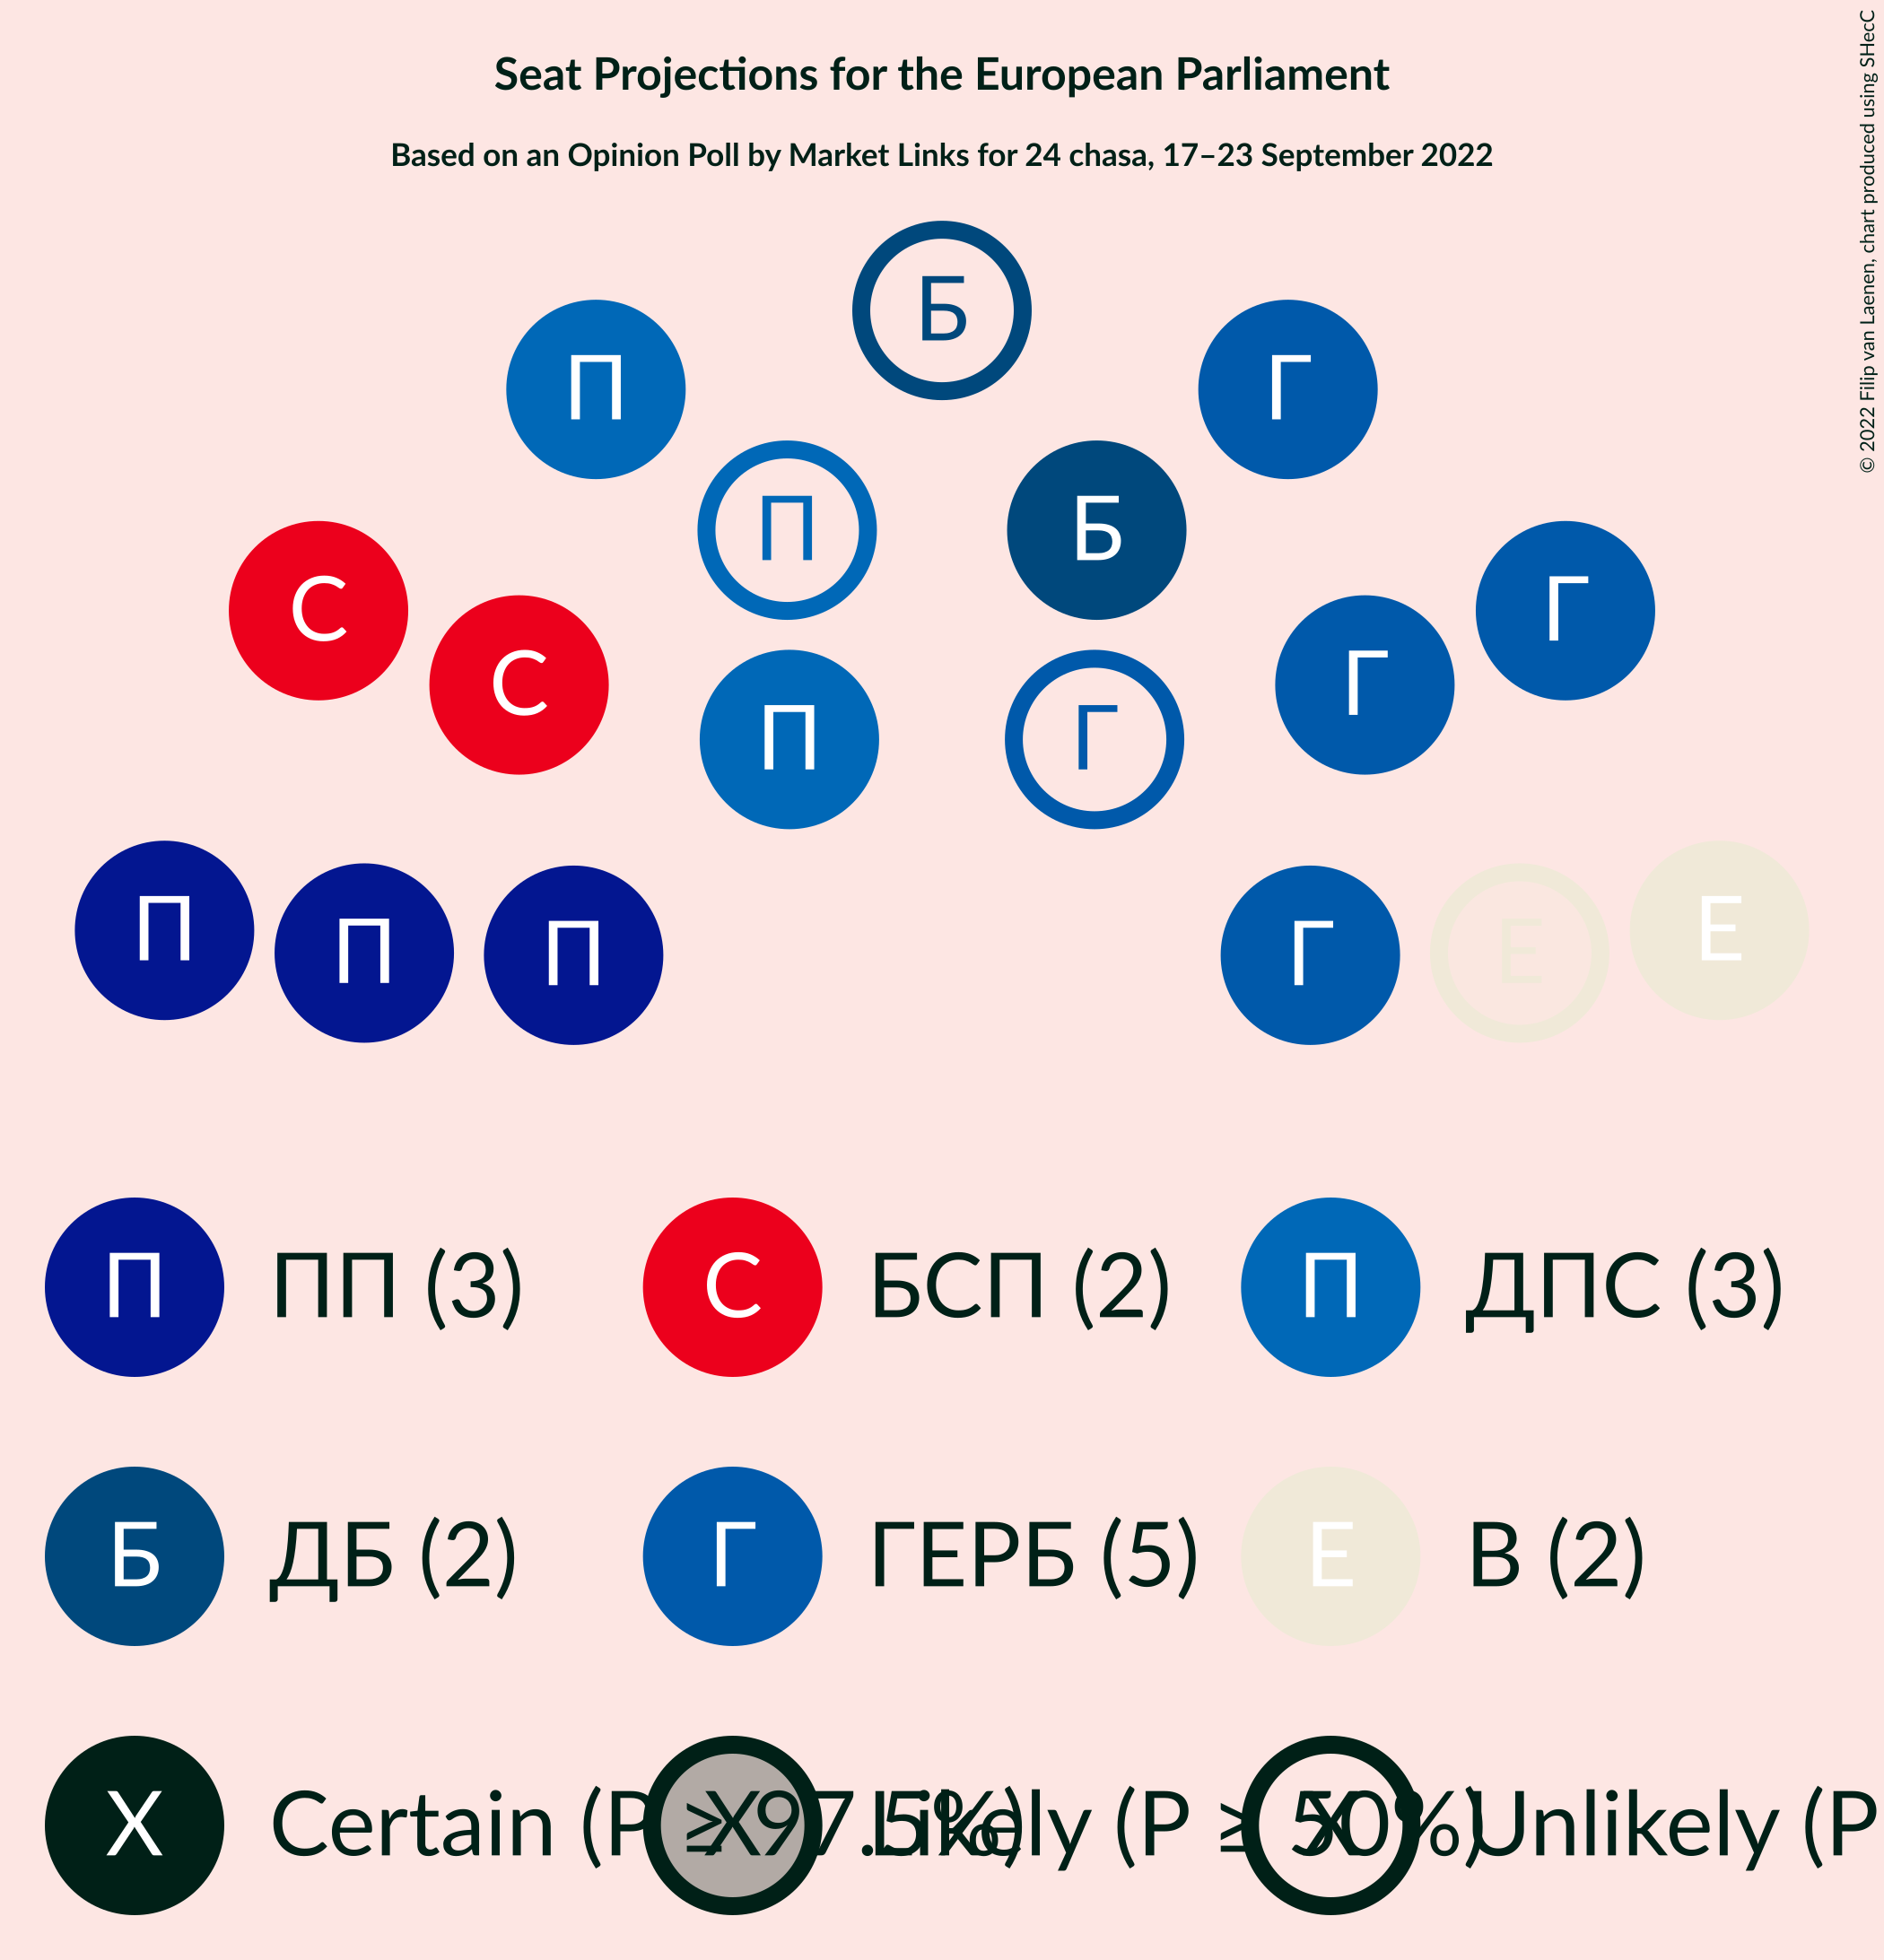 Seat Projections for the European Parliament
Based on an Opinion Poll by Market Links for 24 chasa, 17–23 September 2022
© 2022 Filip van Laenen, chart produced using SHecC
Б
П Г
П Б
С Г
С Г
П Г
П Е
П Е
П Г
П ПП (3) С БСП (2) П ДПС (3)
Б ДБ (2) Г ГЕРБ (5) Е В (2)
X Certain (P ≥ 97.5%) X Likely (P ≥ 50%) X Unlikely (P